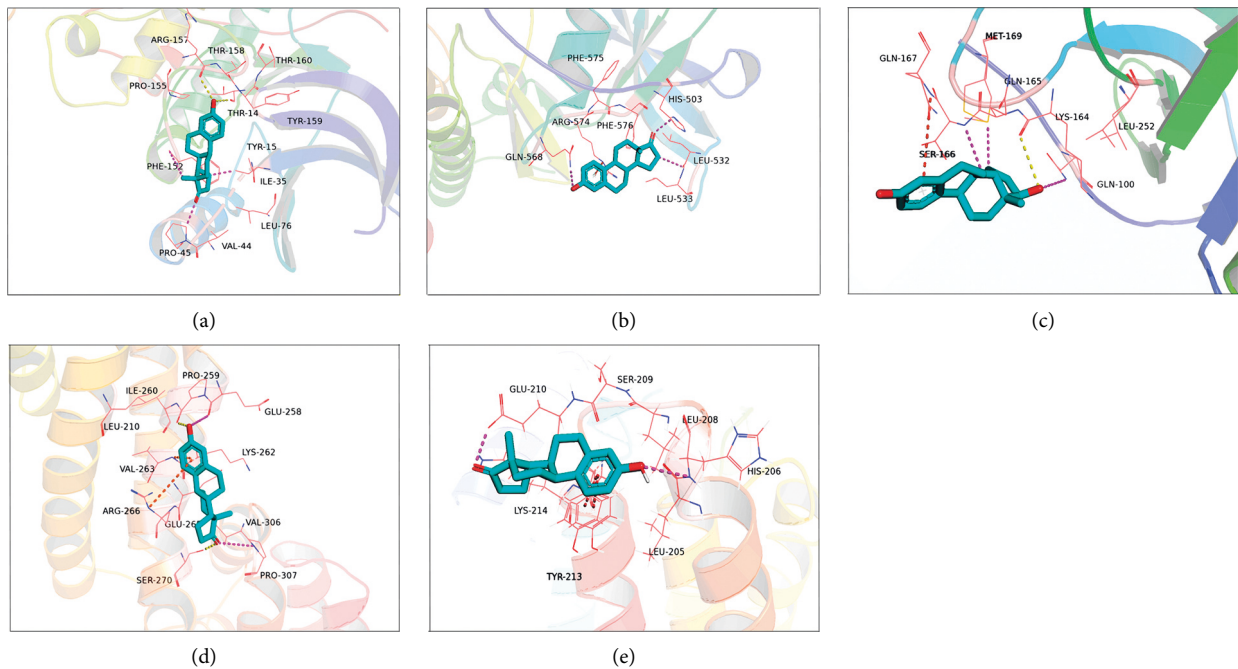 ARG-157
THR-158
THR-160
PRO-155
THR-14
TYR-159
TYR-15
PHE-152
ILE-35
LEU-76
VAL-44
PRO-45
(a)
PHE-575
HIS-503
ARG-574
PHE-576
GLN-568
LEU-532
LEU-533
(b)
MET-169
GLN-167
GLN-165
LYS-164
LEU-252
SER-166
GLN-100
(c)
PRO-259
ILE-260
GLU-258
LEU-210
LYS-262
VAL-263
ARG-266
VAL-306
SER-270
PRO-307
(d)
SER-209
GLU-210
LEU-208
HIS-206
LYS-214
LEU-205
TYR-213
(e)